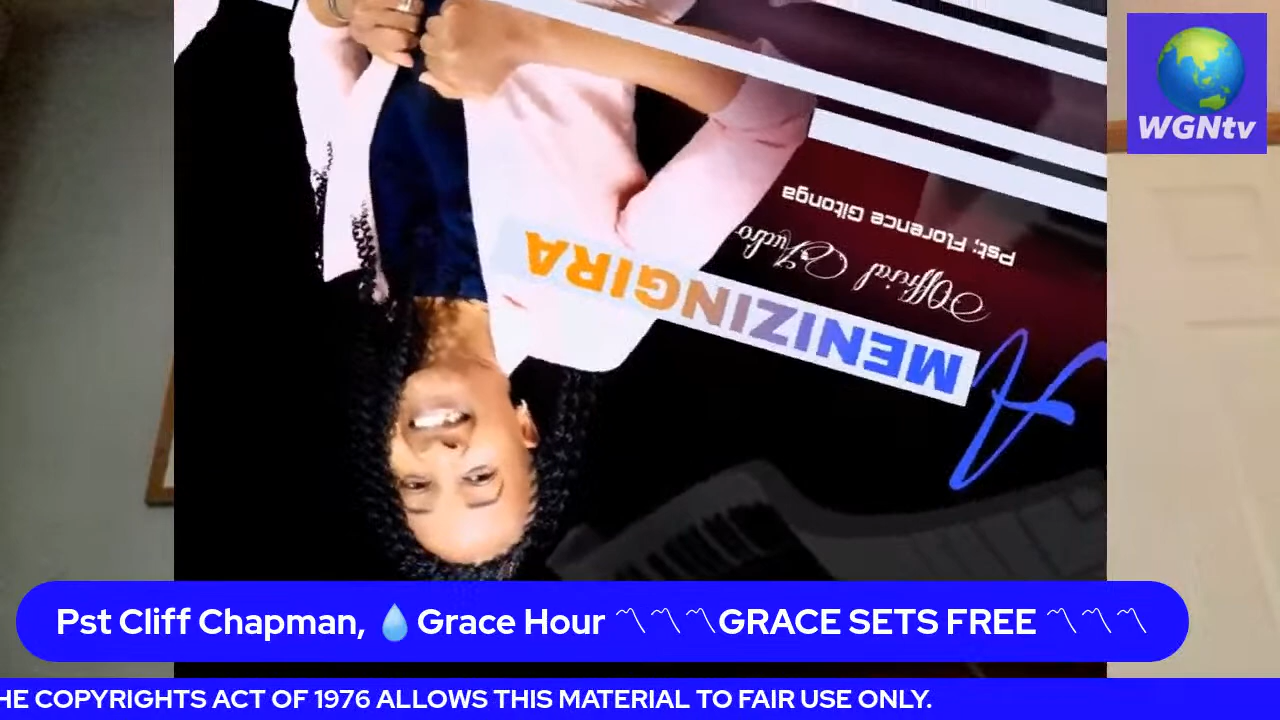 WGNtv
Pst; Florence Gitonga
Official Audio
MENIZINGIRA
A
Pst Cliff Chapman, 💧Grace Hour 〽〽〽GRACE SETS FREE 〽〽〽
HE COPYRIGHTS ACT OF 1976 ALLOWS THIS MATERIAL TO FAIR USE ONLY.